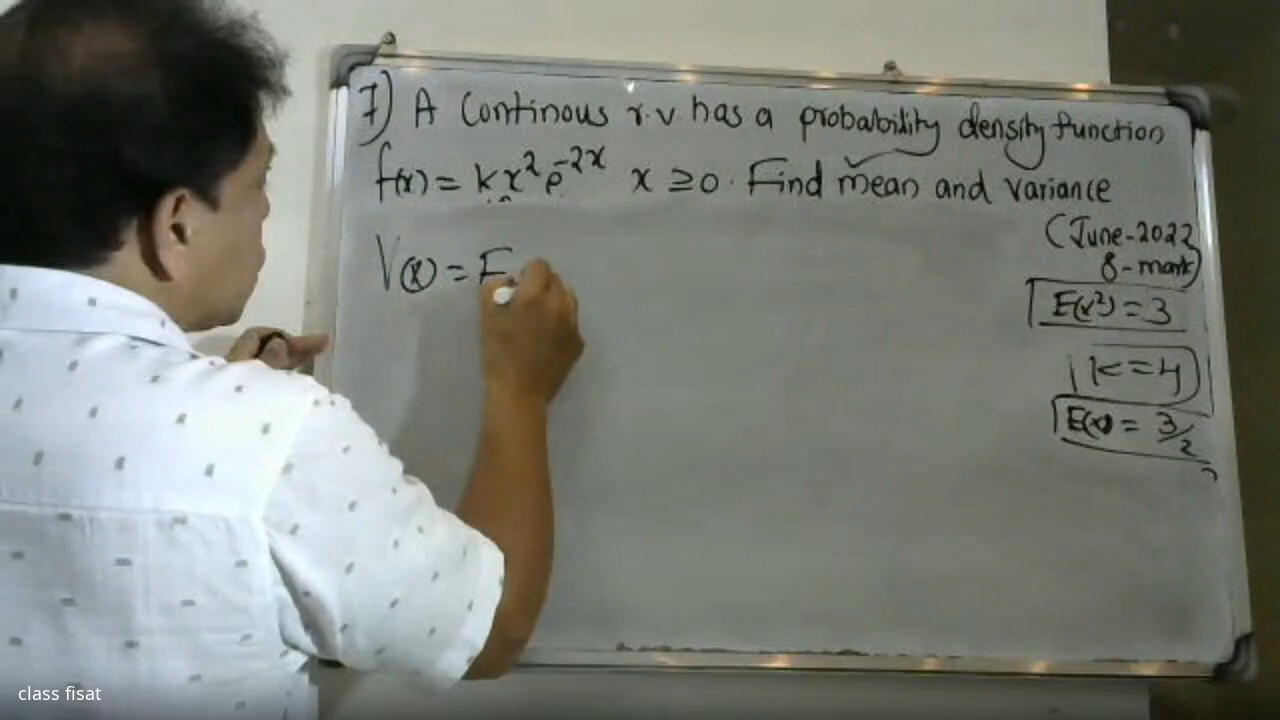 7) A Continous r.v has a probability density function
f(x) = kx²e⁻²ˣ x ≥ 0. Find mean and variance
(June-2022
8-mark)
E(x²) = 3
k = 4
E(x) = 3/2
V(x) = E
class fisat